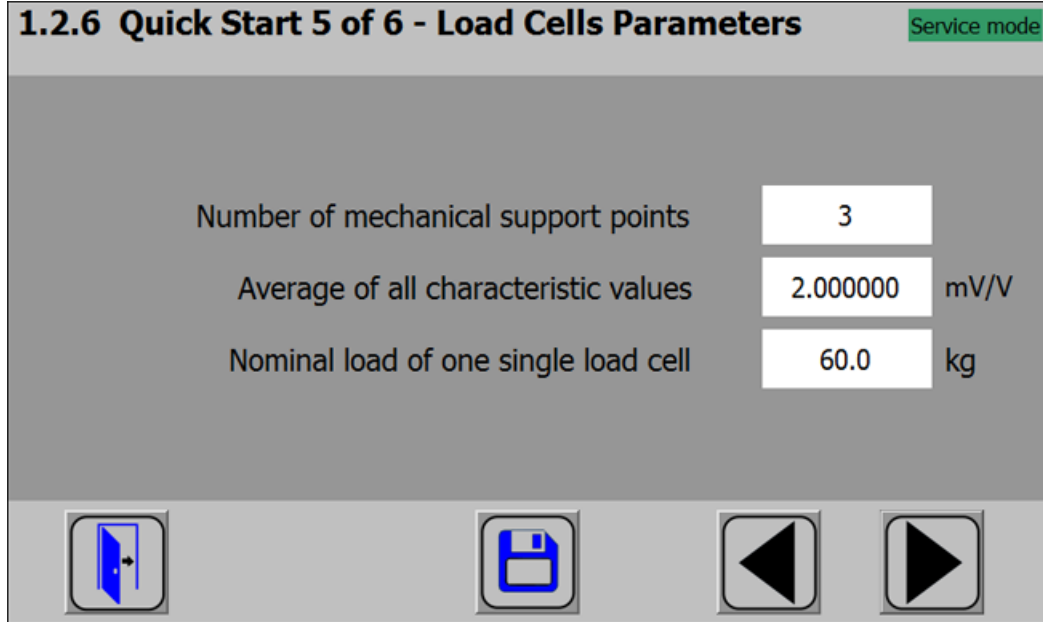 1.2.6 Quick Start 5 of 6 - Load Cells Parameters
Service mode
Number of mechanical support points 3
Average of all characteristic values 2.000000 mV/V
Nominal load of one single load cell 60.0 kg